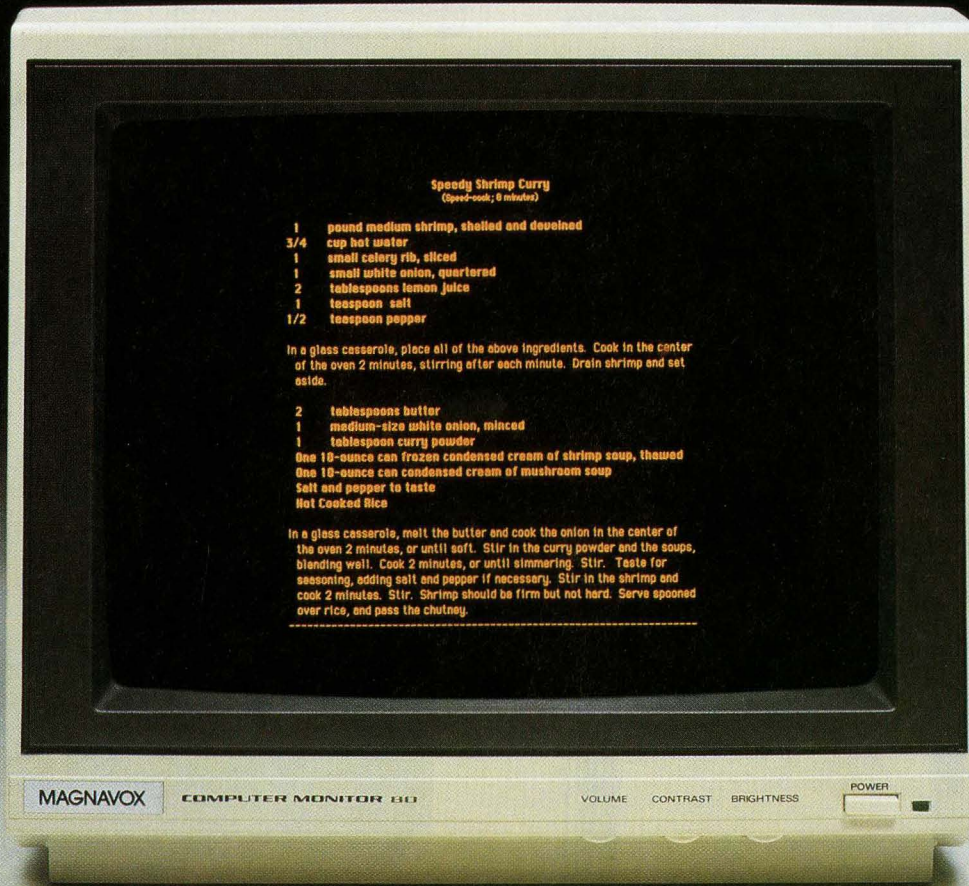 Speedy Shrimp Curry
(Speed-cook; 8 minutes)
1 pound medium shrimp, shelled and deveined
3/4 cup hot water
1 small celery rib, sliced
1 small white onion, quartered
2 tablespoons lemon juice
1 teaspoon salt
1/2 teaspoon pepper
In a glass casserole, place all of the above ingredients. Cook in the center
of the oven 2 minutes, stirring after each minute. Drain shrimp and set
aside.
2 tablespoons butter
1 medium-size white onion, minced
1 tablespoon curry powder
One 10-ounce can frozen condensed cream of shrimp soup, thawed
One 10-ounce can condensed cream of mushroom soup
Salt and pepper to taste
Hot Cooked Rice
In a glass casserole, melt the butter and cook the onion in the center of
the oven 2 minutes, or until soft. Stir in the curry powder and the soups,
blending well. Cook 2 minutes, or until simmering. Stir. Taste for
seasoning, adding salt and pepper if necessary. Stir in the shrimp and
cook 2 minutes. Stir. Shrimp should be firm but not hard. Serve spooned
over rice, and pass the chutney.
--------------------------------------------------------------------
MAGNAVOX COMPUTER MONITOR 80 VOLUME CONTRAST BRIGHTNESS POWER